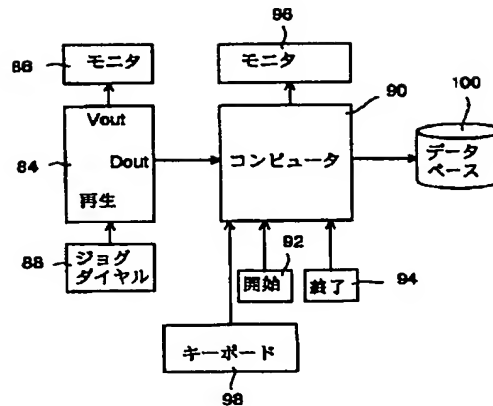 96
86
モニタ
モニタ
90
100
Vout
84
Dout
コンピュータ
データ
ベース
再生
88
ジョグ
ダイヤル
92
開始
終了
94
キーボード
98